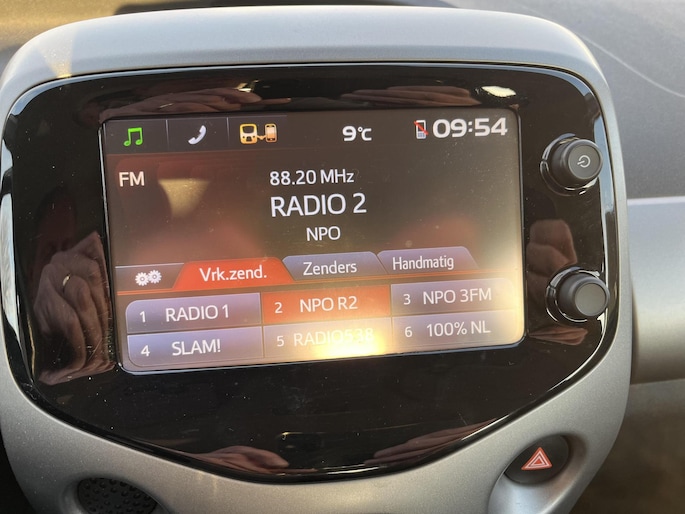 9°C 09:54
FM
88.20 MHz
RADIO 2
NPO
Vrk.zend. Zenders Handmatig
1 RADIO 1 2 NPO R2 3 NPO 3FM
4 SLAM! 5 RADIO538 6 100% NL